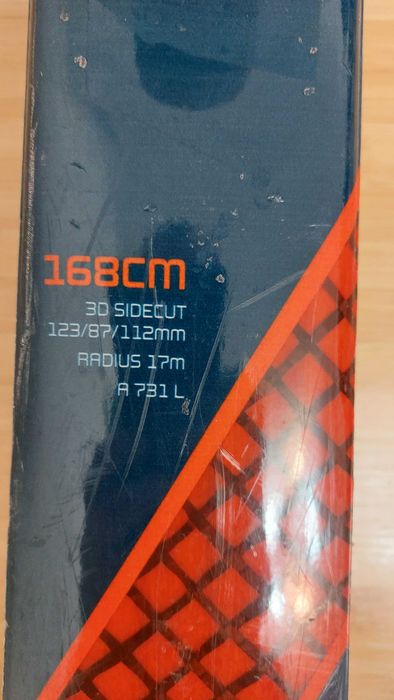 168CM
3D SIDECUT
123/87/112mm
RADIUS 17m
A 731 L